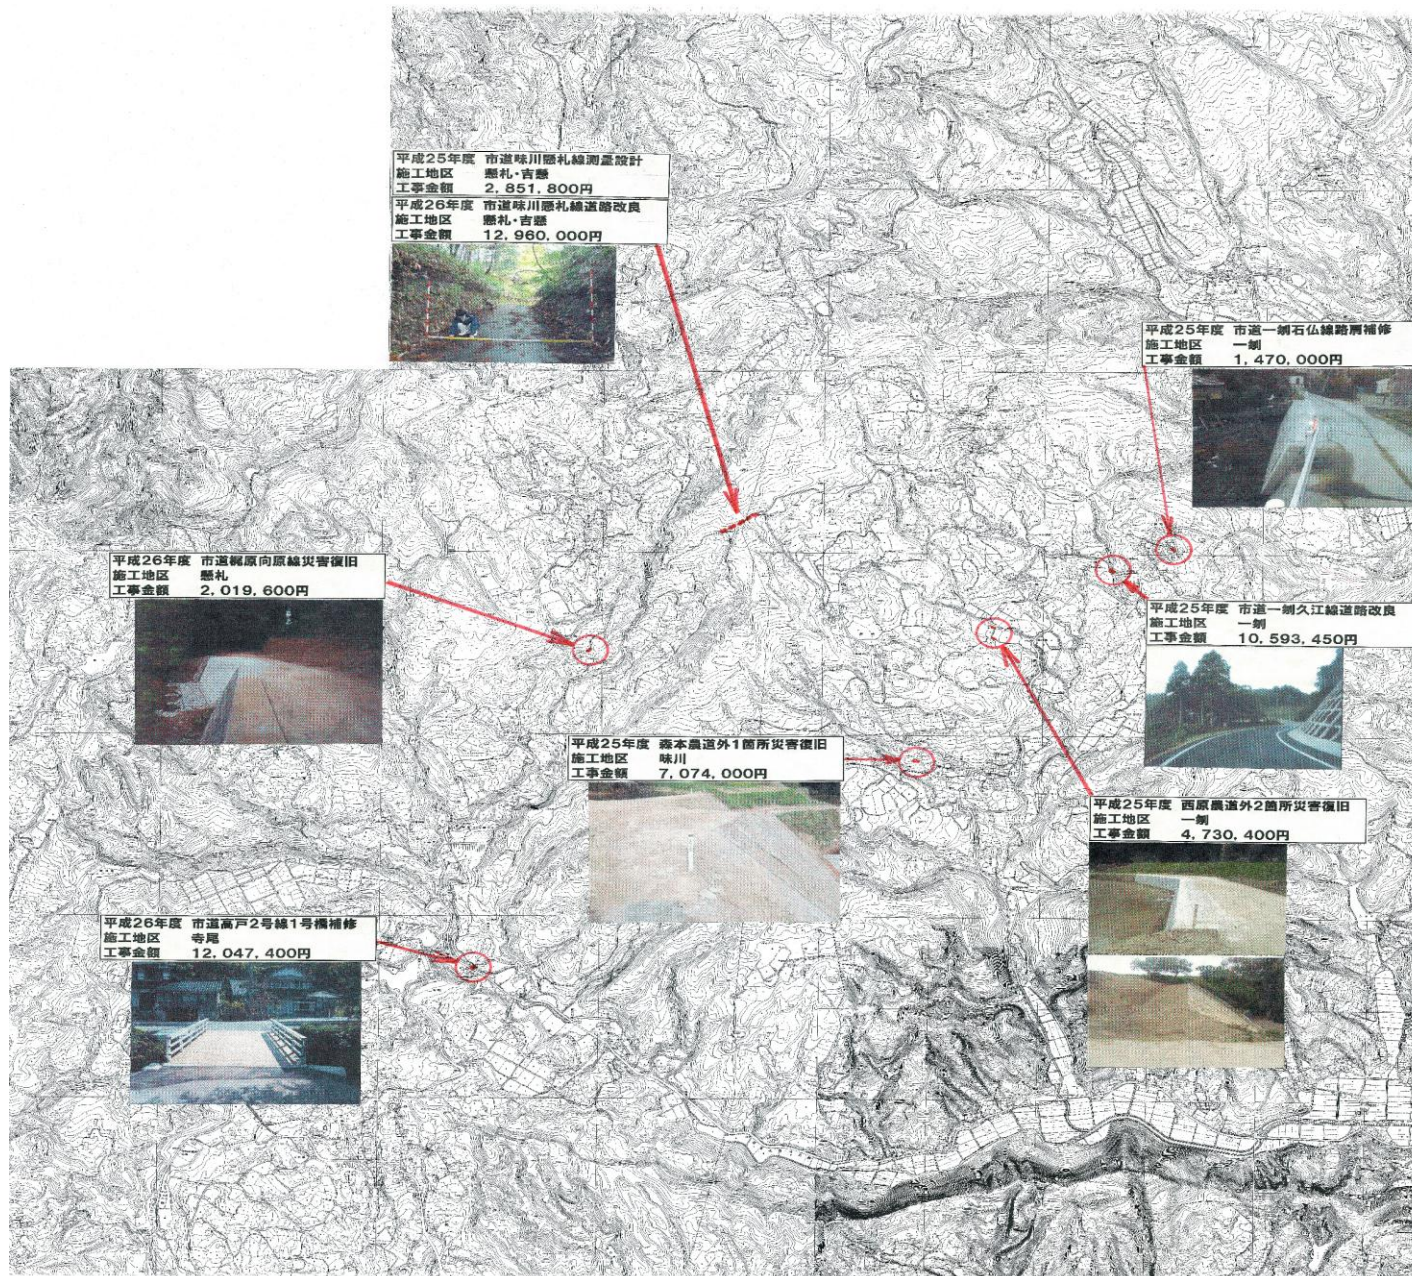 平成25年度 市道味川懸札線測量設計
施工地区 懸札・吉懸
工事金額 2,851,800円
平成26年度 市道味川懸札線道路改良
施工地区 懸札・吉懸
工事金額 12,960,000円
平成25年度 市道一刎石仏線路肩補修
施工地区 一刎
工事金額 1,470,000円
平成26年度 市道梶原向原線災害復旧
施工地区 懸札
工事金額 2,019,600円
平成25年度 市道一刎久江線道路改良
施工地区 一刎
工事金額 10,593,450円
平成25年度 森本農道外1箇所災害復旧
施工地区 味川
工事金額 7,074,000円
平成25年度 西原農道外2箇所災害復旧
施工地区 一刎
工事金額 4,730,400円
平成26年度 市道高戸2号線1号橋補修
施工地区 寺尾
工事金額 12,047,400円